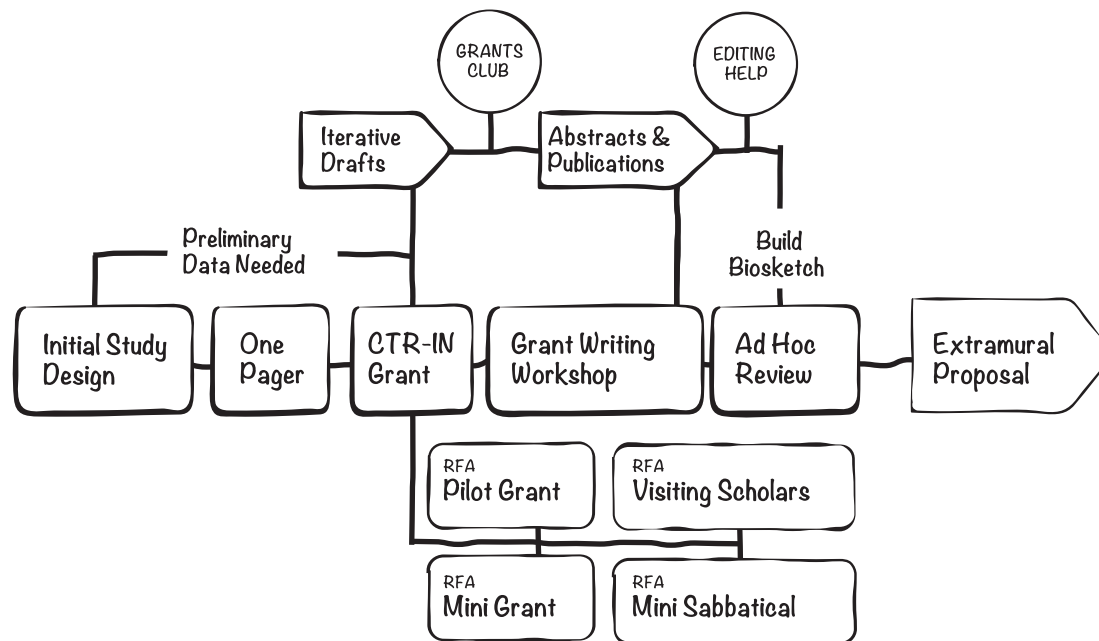 GRANTS
CLUB
EDITING
HELP
Iterative
Drafts
Abstracts &
Publications
Preliminary
Data Needed
Build
Biosketch
Initial Study
Design
One
Pager
CTR-IN
Grant
Grant Writing
Workshop
Ad Hoc
Review
Extramural
Proposal
RFA
Pilot Grant
RFA
Visiting Scholars
RFA
Mini Grant
RFA
Mini Sabbatical